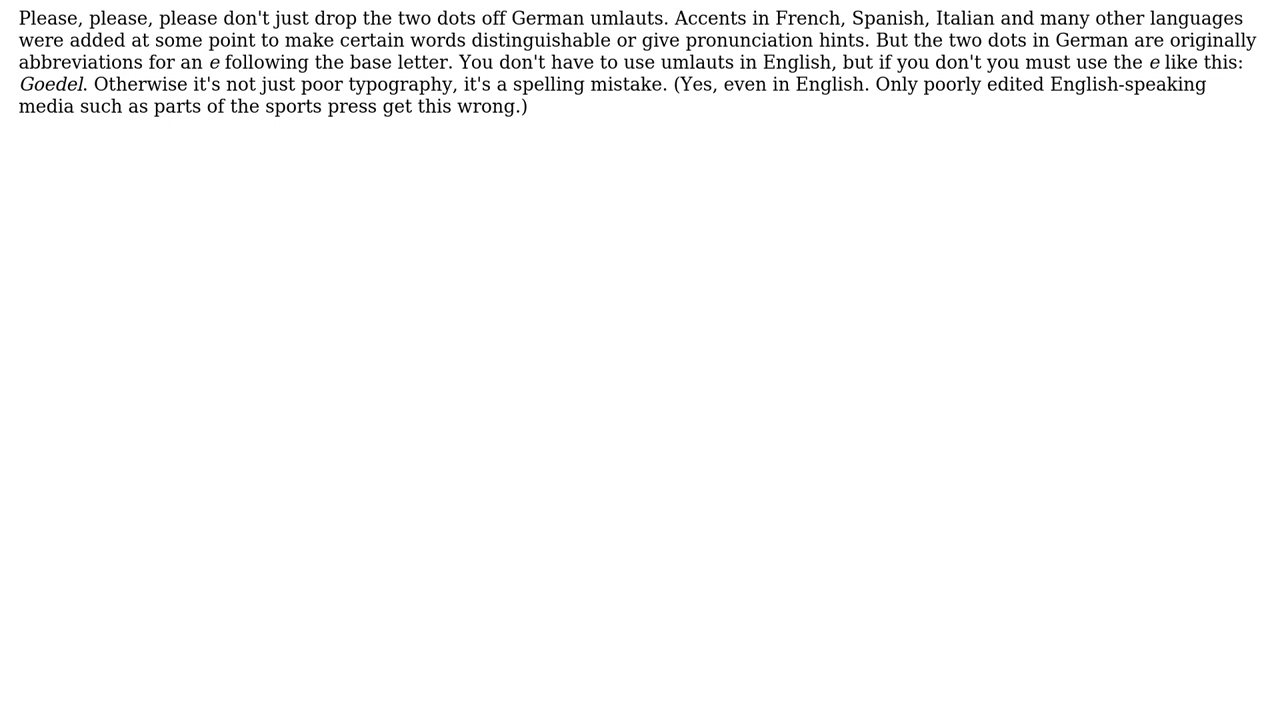 Please, please, please don't just drop the two dots off German umlauts. Accents in French, Spanish, Italian and many other languages
were added at some point to make certain words distinguishable or give pronunciation hints. But the two dots in German are originally
abbreviations for an e following the base letter. You don't have to use umlauts in English, but if you don't you must use the e like this:
Goedel. Otherwise it's not just poor typography, it's a spelling mistake. (Yes, even in English. Only poorly edited English-speaking
media such as parts of the sports press get this wrong.)